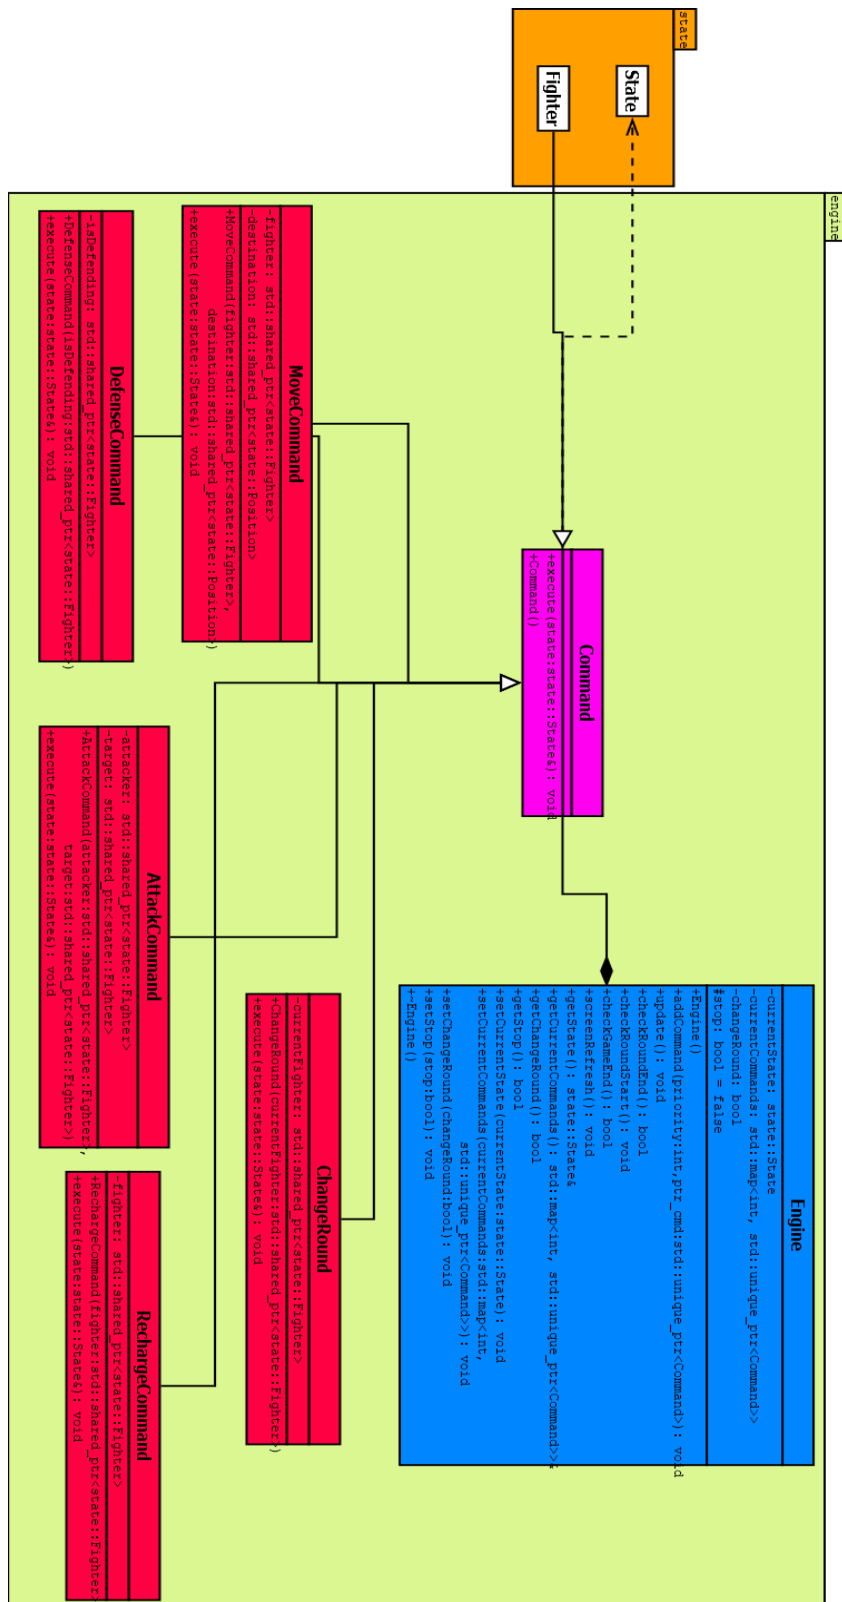 state
State
Fighter
engine
Command
+execute(state:state::State&): void
+Command()
Engine
-currentState: state::State
-currentCommands: std::map<int, std::unique_ptr<Command>>
-changeRound: bool
#stop: bool = false
+Engine()
+addCommand(priority:int,ptr_cmd:std::unique_ptr<Command>): void
+update(): void
+checkRoundEnd(): bool
+checkRoundStart(): void
+checkGameEnd(): bool
+screenRefresh(): void
+getState(): state::State&
+getCurrentCommands(): std::map<int, std::unique_ptr<Command>>&
+getChangeRound(): bool
+getStop(): bool
+setCurrentState(currentState:state::State): void
+setCurrentCommands(currentCommands:std::map<int,
std::unique_ptr<Command>>): void
+setChangeRound(changeRound:bool): void
+setStop(stop:bool): void
+~Engine()
MoveCommand
-fighter: std::shared_ptr<state::Fighter>
-destination: std::shared_ptr<state::Position>
+MoveCommand(fighter:std::shared_ptr<state::Fighter>,
destination:std::shared_ptr<state::Position>)
+execute(state:state::State&): void
DefenseCommand
-isDefending: std::shared_ptr<state::Fighter>
+DefenseCommand(isDefending:std::shared_ptr<state::Fighter>)
+execute(state:state::State&): void
AttackCommand
-attacker: std::shared_ptr<state::Fighter>
-target: std::shared_ptr<state::Fighter>
+AttackCommand(attacker:std::shared_ptr<state::Fighter>,
target:std::shared_ptr<state::Fighter>)
+execute(state:state::State&): void
ChangeRound
-currentFighter: std::shared_ptr<state::Fighter>
+ChangeRound(currentFighter:std::shared_ptr<state::Fighter>)
+execute(state:state::State&): void
RechargeCommand
-fighter: std::shared_ptr<state::Fighter>
+RechargeCommand(fighter:std::shared_ptr<state::Fighter>
+execute(state:state::State&): void